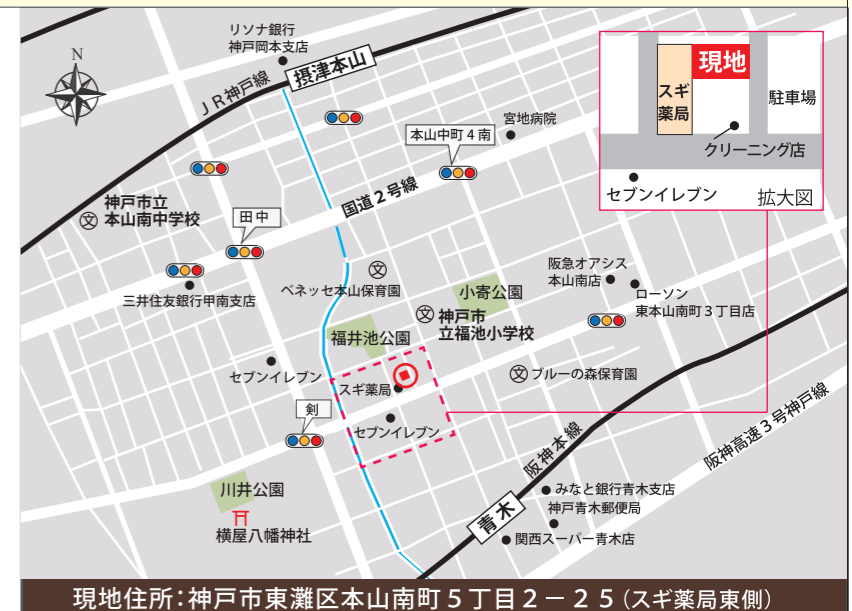 リソナ銀行
神戸岡本支店
N
摂津本山
JR神戸線
現地
スギ
薬局
駐車場
クリーニング店
セブンイレブン
拡大図
宮地病院
本山中町4南
国道2号線
神戸市立
本山南中学校
文
田中
三井住友銀行甲南支店
文
ベネッセ本山保育園
小寄公園
阪急オアシス
本山南店
ローソン
東本山南町3丁目店
文
神戸市
立福池小学校
福井池公園
セブンイレブン
スギ薬局
文
ブルーの森保育園
剣
セブンイレブン
阪神本線
阪神高速3号神戸線
川井公園
横屋八幡神社
青木
みなと銀行青木支店
神戸青木郵便局
関西スーパー青木店
現地住所:神戸市東灘区本山南町5丁目2-25(スギ薬局東側)